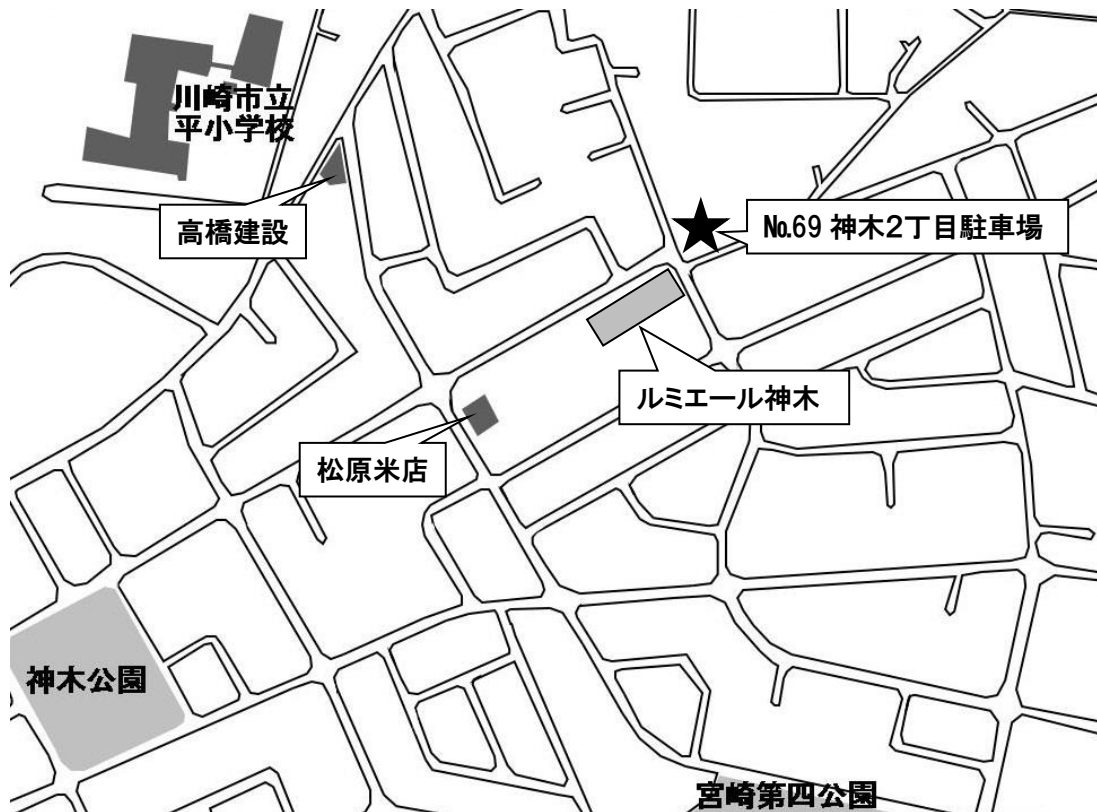 川崎市立
平小学校
高橋建設
№69 神木2丁目駐車場
ルミエール神木
松原米店
神木公園
宮崎第四公園